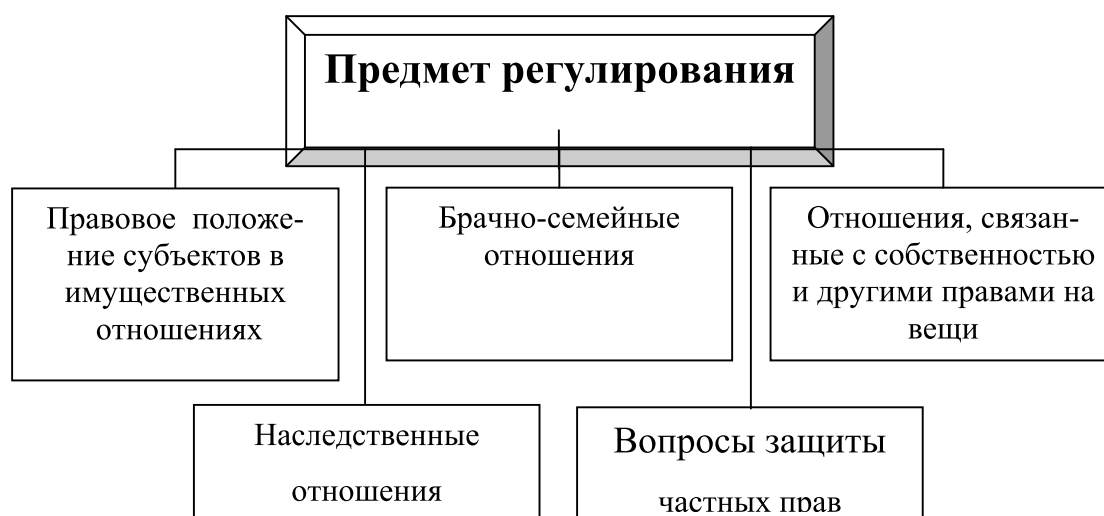 Предмет регулирования
Правовое положе-
ние субъектов в
имущественных
отношениях
Брачно-семейные
отношения
Отношения, связан-
ные с собственностью
и другими правами на
вещи
Наследственные
отношения
Вопросы защиты
частных прав